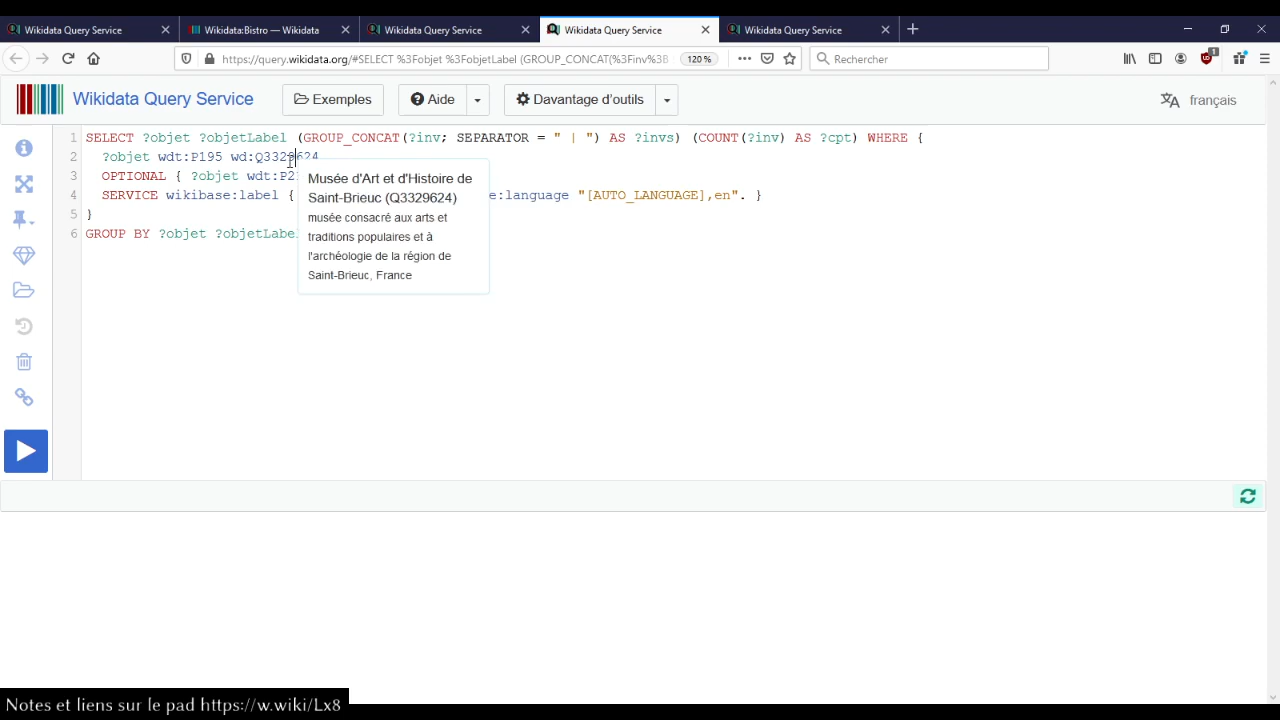 Wikidata Query Service
Wikidata:Bistro — Wikidata
Wikidata Query Service
Wikidata Query Service
Wikidata Query Service
https://query.wikidata.org/#SELECT %3Fobjet %3FobjetLabel (GROUP_CONCAT(%3Finv%3B
120 %
Rechercher
1
Wikidata Query Service
Exemples
Aide
Davantage d'outils
français
1 SELECT ?objet ?objetLabel (GROUP_CONCAT(?inv; SEPARATOR = " | ") AS ?invs) (COUNT(?inv) AS ?cpt) WHERE {
2 ?objet wdt:P195 wd:Q3329624
3 OPTIONAL { ?objet wdt:P2
4 SERVICE wikibase:label { e:language "[AUTO_LANGUAGE],en". }
5 }
6 GROUP BY ?objet ?objetLabel
Musée d'Art et d'Histoire de
Saint-Brieuc (Q3329624)
musée consacré aux arts et
traditions populaires et à
l'archéologie de la région de
Saint-Brieuc, France
Notes et liens sur le pad https://w.wiki/Lx8